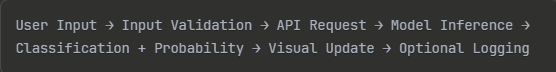 User Input → Input Validation → API Request → Model Inference →
Classification + Probability → Visual Update → Optional Logging